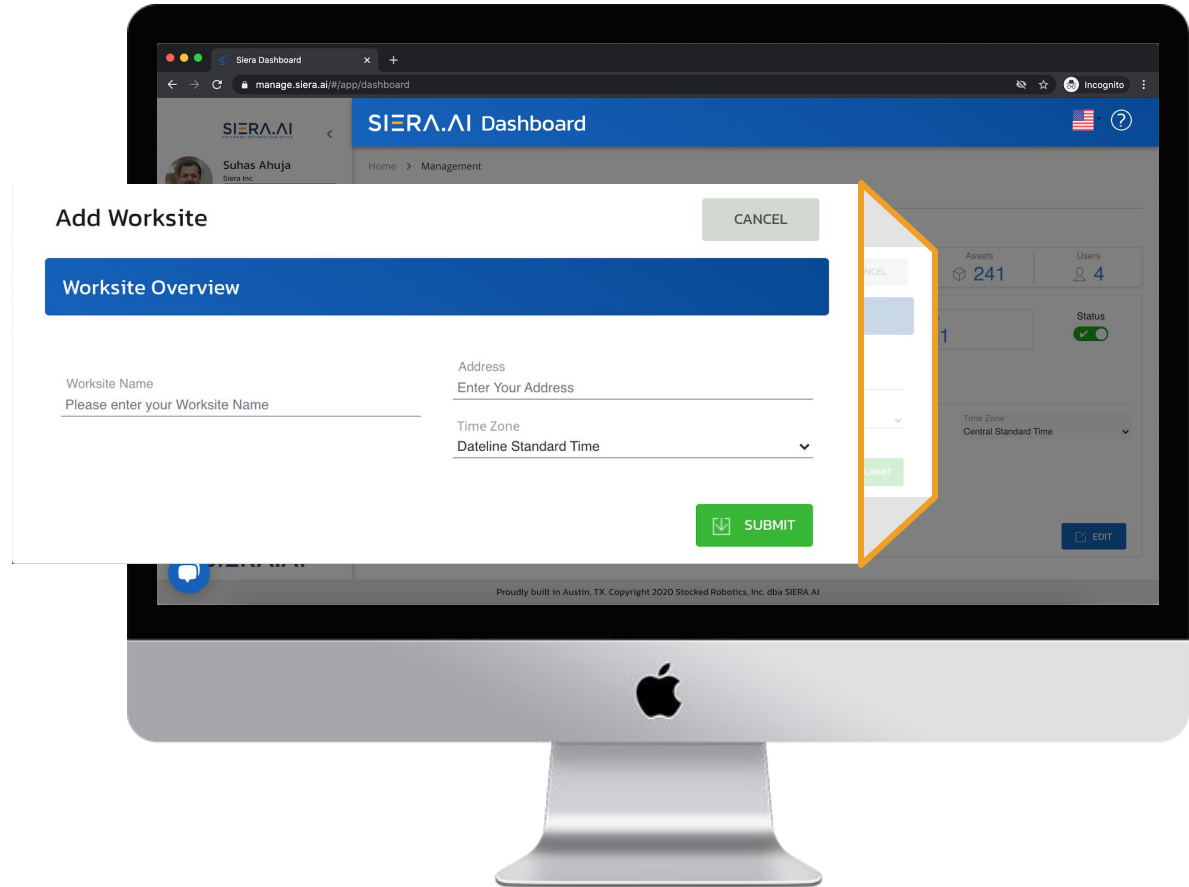 Siera Dashboard
manage.siera.ai/#/app/dashboard
Incognito
SIERA.AI
SIERA.AI Dashboard
Suhas Ahuja
Siera Inc
Home > Management
Add Worksite
CANCEL
Worksite Overview
Worksite Name
Please enter your Worksite Name
Address
Enter Your Address
Time Zone
Dateline Standard Time
SUBMIT
Assets
241
Users
4
Status
Time Zone
Central Standard Time
EDIT
Proudly built in Austin, TX. Copyright 2020 Stocked Robotics, Inc. dba SIERA.AI